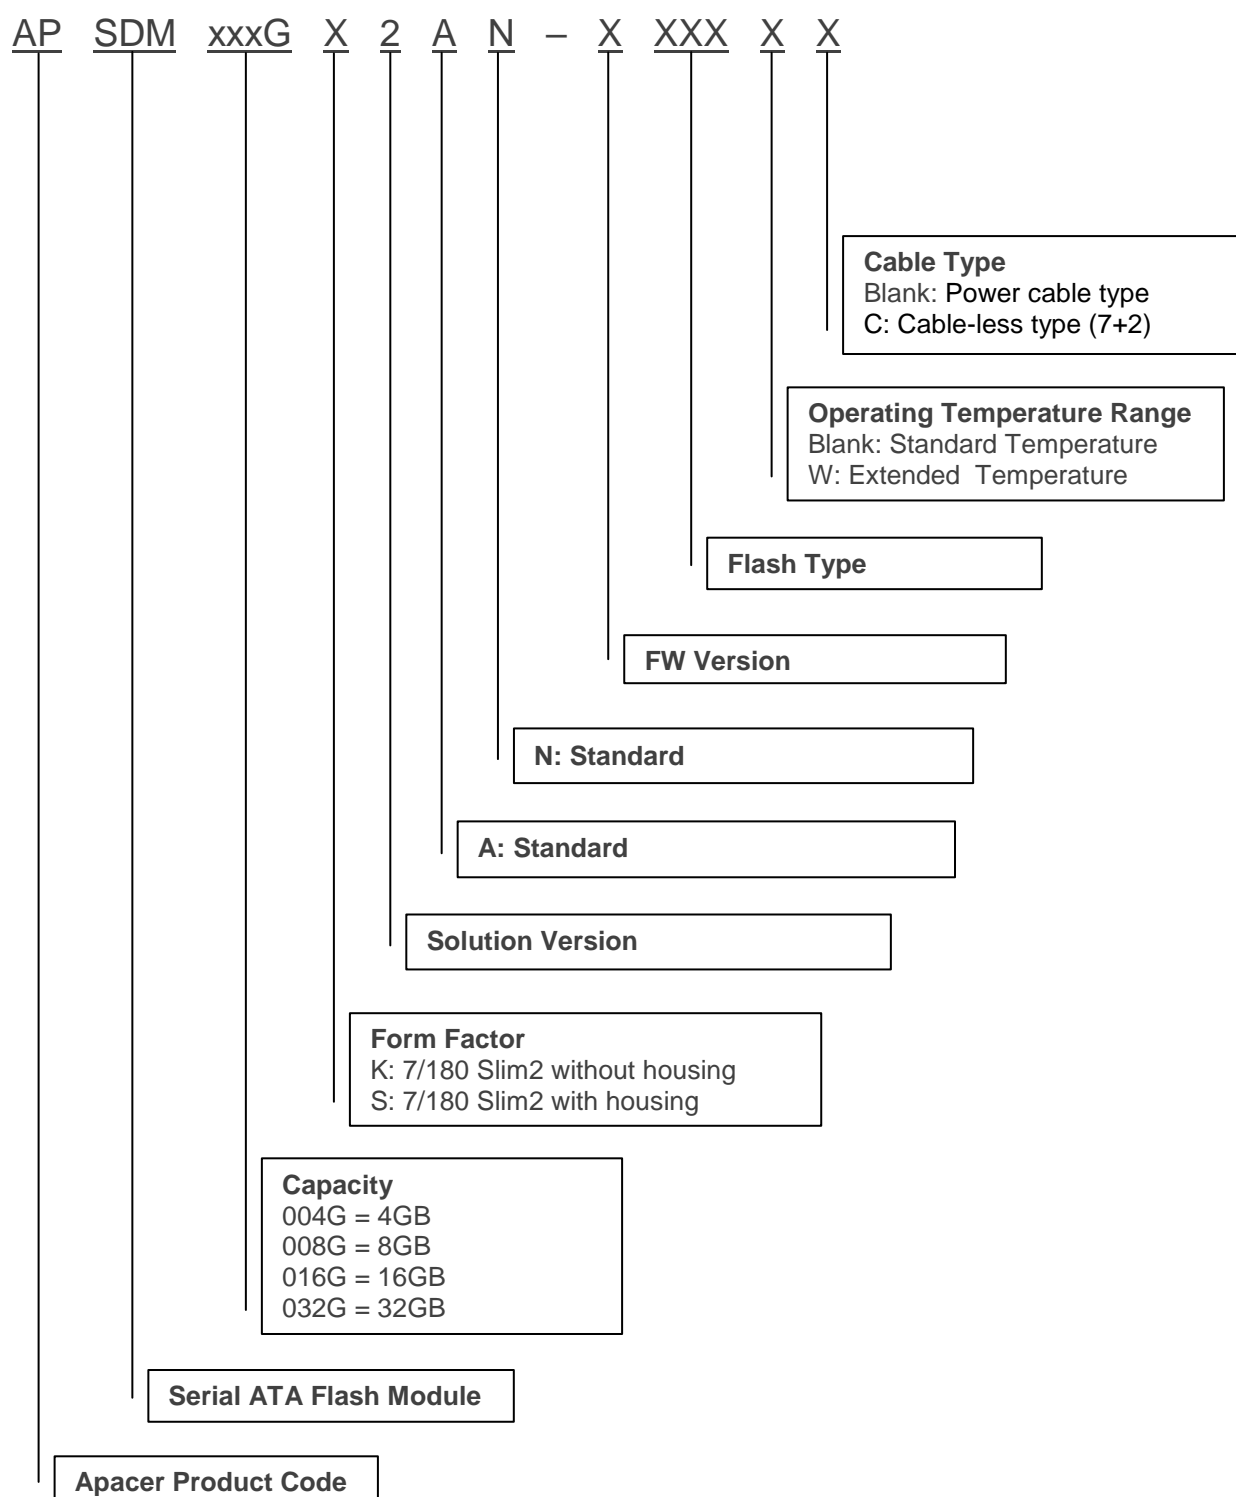 AP SDM xxxG X 2 A N – X XXX X X
Cable Type
Blank: Power cable type
C: Cable-less type (7+2)
Operating Temperature Range
Blank: Standard Temperature
W: Extended Temperature
Flash Type
FW Version
N: Standard
A: Standard
Solution Version
Form Factor
K: 7/180 Slim2 without housing
S: 7/180 Slim2 with housing
Capacity
004G = 4GB
008G = 8GB
016G = 16GB
032G = 32GB
Serial ATA Flash Module
Apacer Product Code